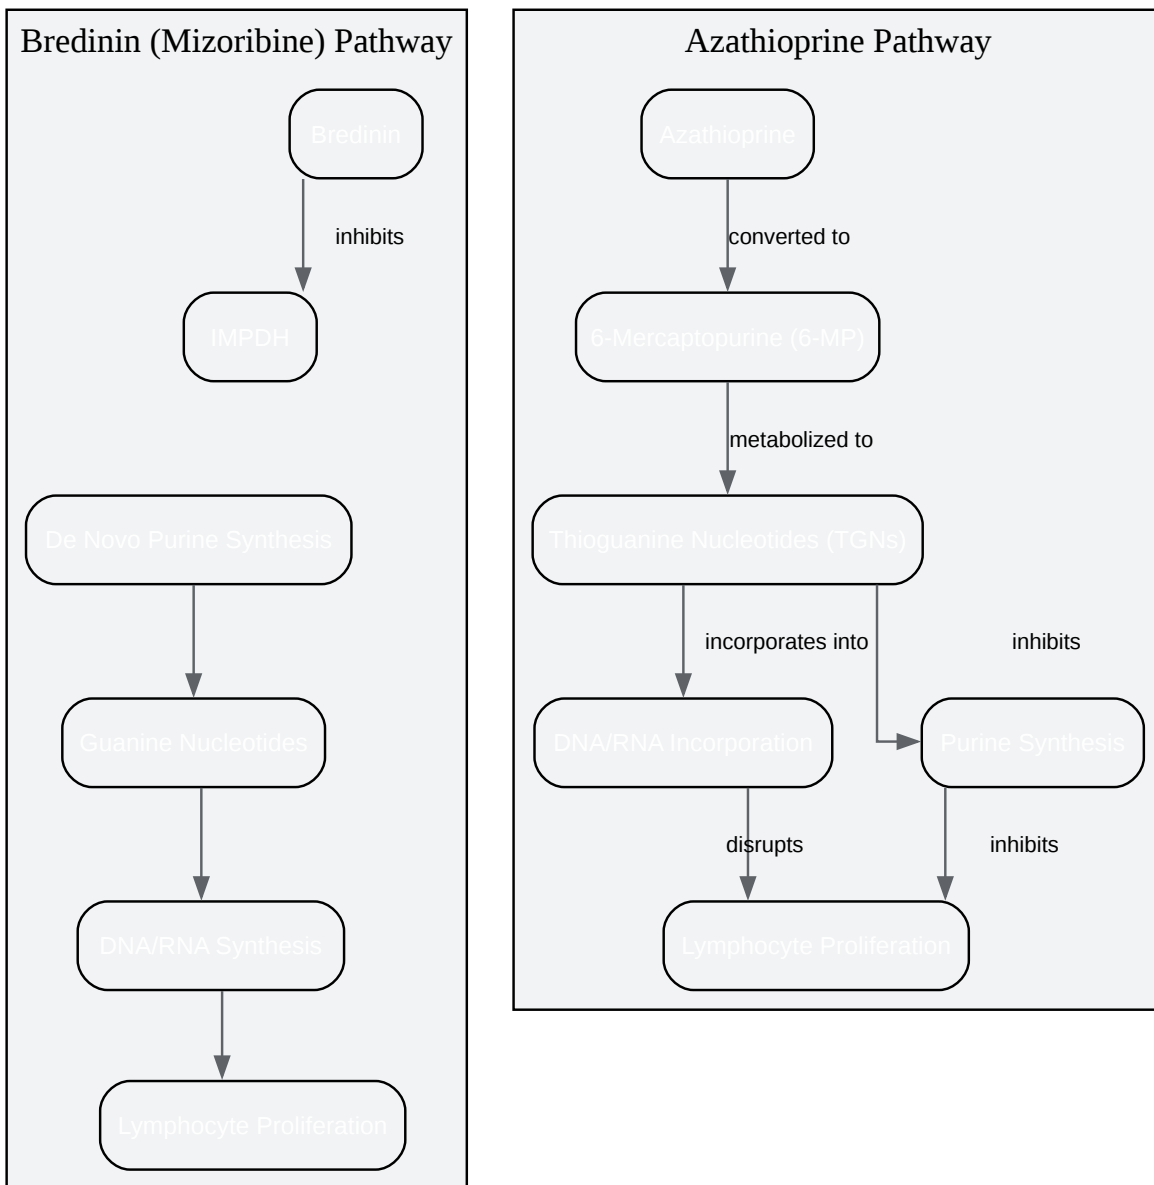 Bredinin (Mizoribine) Pathway
Bredinin
inhibits
IMPDH
De Novo Purine Synthesis
Guanine Nucleotides
DNA/RNA Synthesis
Lymphocyte Proliferation
Azathioprine Pathway
Azathioprine
converted to
6-Mercaptopurine (6-MP)
metabolized to
Thioguanine Nucleotides (TGNs)
incorporates into
inhibits
DNA/RNA Incorporation
Purine Synthesis
disrupts
inhibits
Lymphocyte Proliferation